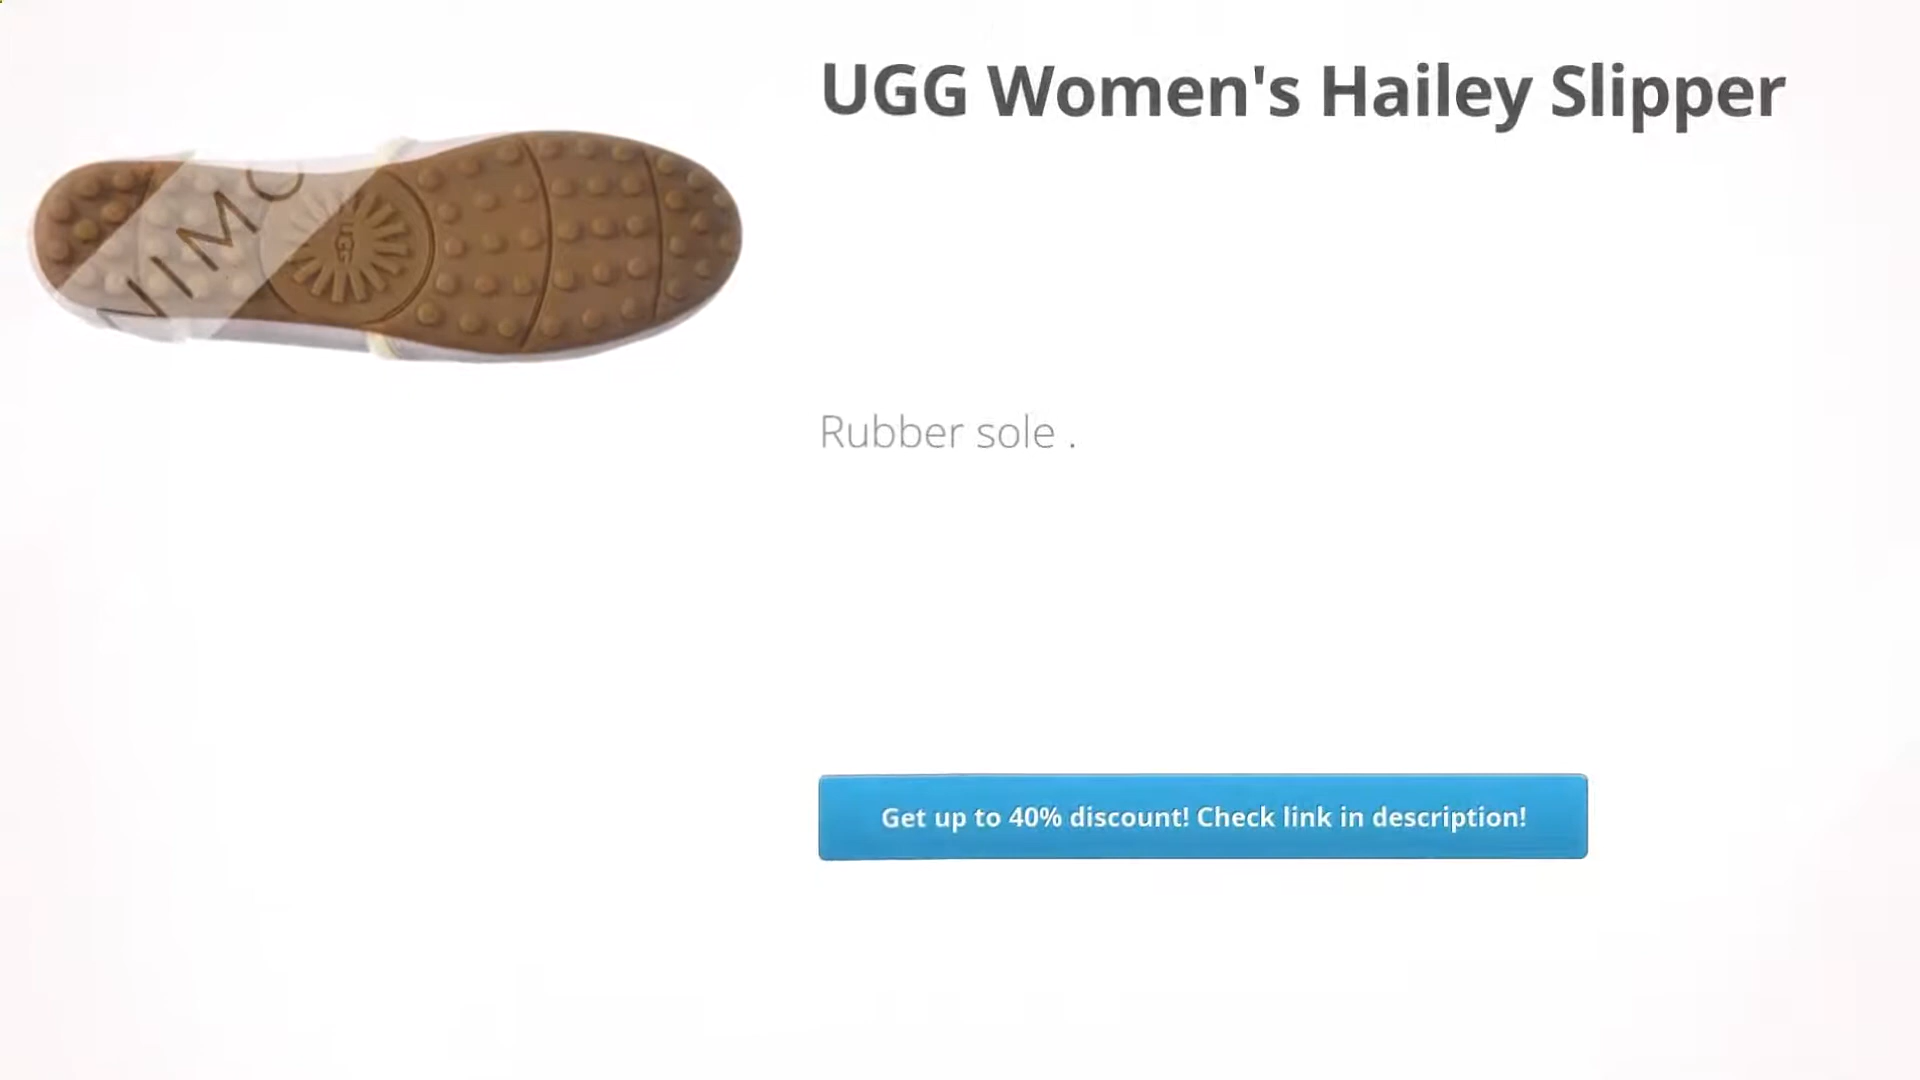 UGG Women's Hailey Slipper
UGG
Rubber sole .
Get up to 40% discount! Check link in description!